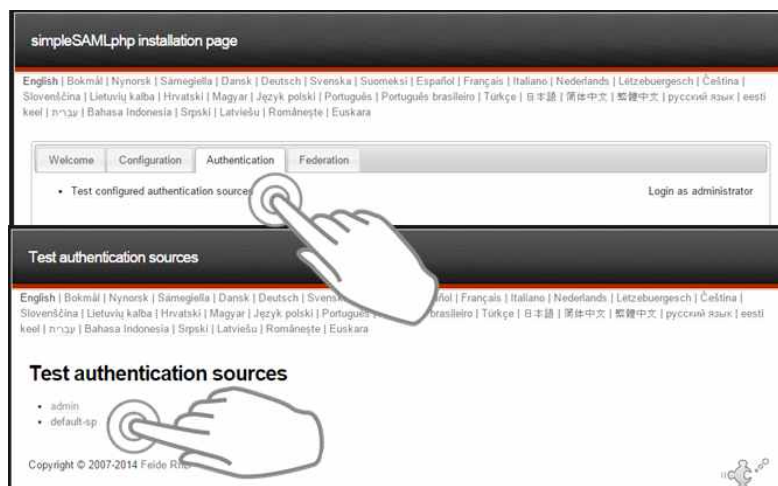 simpleSAMLphp installation page
English | Bokmål | Nynorsk | Sámegiella | Dansk | Deutsch | Svenska | Suomeksi | Español | Français | Italiano | Nederlands | Lëtzebuergesch | Čeština |
Slovenščina | Lietuvių kalba | Hrvatski | Magyar | Język polski | Português | Português brasileiro | Türkçe | 日本語 | 简体中文 | 繁體中文 | русский язык | eesti
keel | עברית | Bahasa Indonesia | Srpski | Latviešu | Românește | Euskara
Welcome Configuration Authentication Federation
• Test configured authentication sources
Login as administrator
Test authentication sources
English | Bokmål | Nynorsk | Sámegiella | Dansk | Deutsch | Svensk | Français | Italiano | Nederlands | Lëtzebuergesch | Čeština |
Slovenščina | Lietuvių kalba | Hrvatski | Magyar | Język polski | Português brasileiro | Türkçe | 日本語 | 简体中文 | 繁體中文 | русский язык | eesti
keel | עברית | Bahasa Indonesia | Srpski | Latviešu | Românește | Euskara
Test authentication sources
• admin
• default-sp
Copyright © 2007-2014 Feide